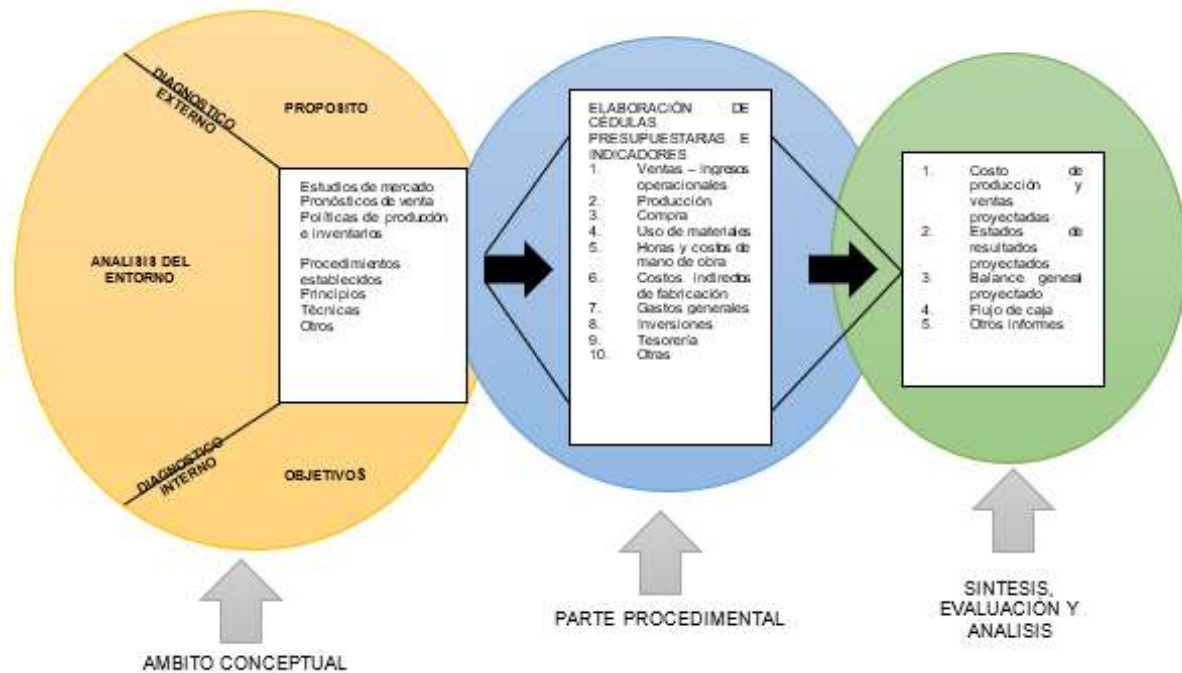 DIAGNOSTICO
EXTERNO
PROPOSITO
ANALISIS DEL
ENTORNO
Estudios de mercado
Pronósticos de venta
Políticas de producción
e inventarios
Procedimientos
establecidos
Principios
Técnicas
Otros
DIAGNOSTICO
INTERNO
OBJETIVOS
ELABORACIÓN DE
CÉDULAS
PRESUPUESTARIAS E
INDICADORES
1. Ventas – ingresos
operacionales
2. Producción
3. Compra
4. Uso de materiales
5. Horas y costos de
mano de obra
6. Costos indirectos
de fabricación
7. Gastos generales
8. Inversiones
9. Tesorería
10. Otras
1. Costo de
producción y
ventas
proyectadas
2. Estados de
resultados
proyectados
3. Balance general
proyectado
4. Flujo de caja
5. Otros informes
AMBITO CONCEPTUAL
PARTE PROCEDIMENTAL
SINTESIS,
EVALUACIÓN Y
ANALISIS